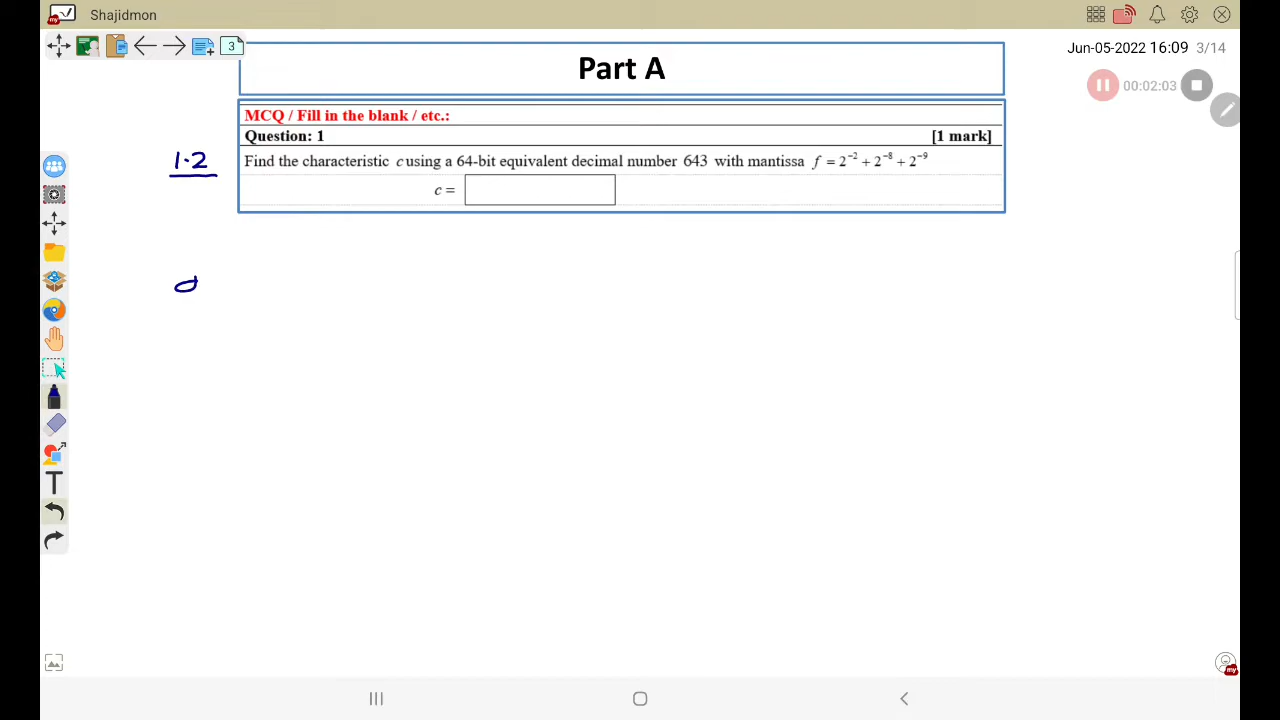 Shajidmon
3
Jun-05-2022 16:09 3/14
00:02:03
Part A
MCQ / Fill in the blank / etc.:
Question: 1 [1 mark]
1.2
Find the characteristic c using a 64-bit equivalent decimal number 643 with mantissa f = 2⁻² + 2⁻⁸ + 2⁻⁹
c =
T